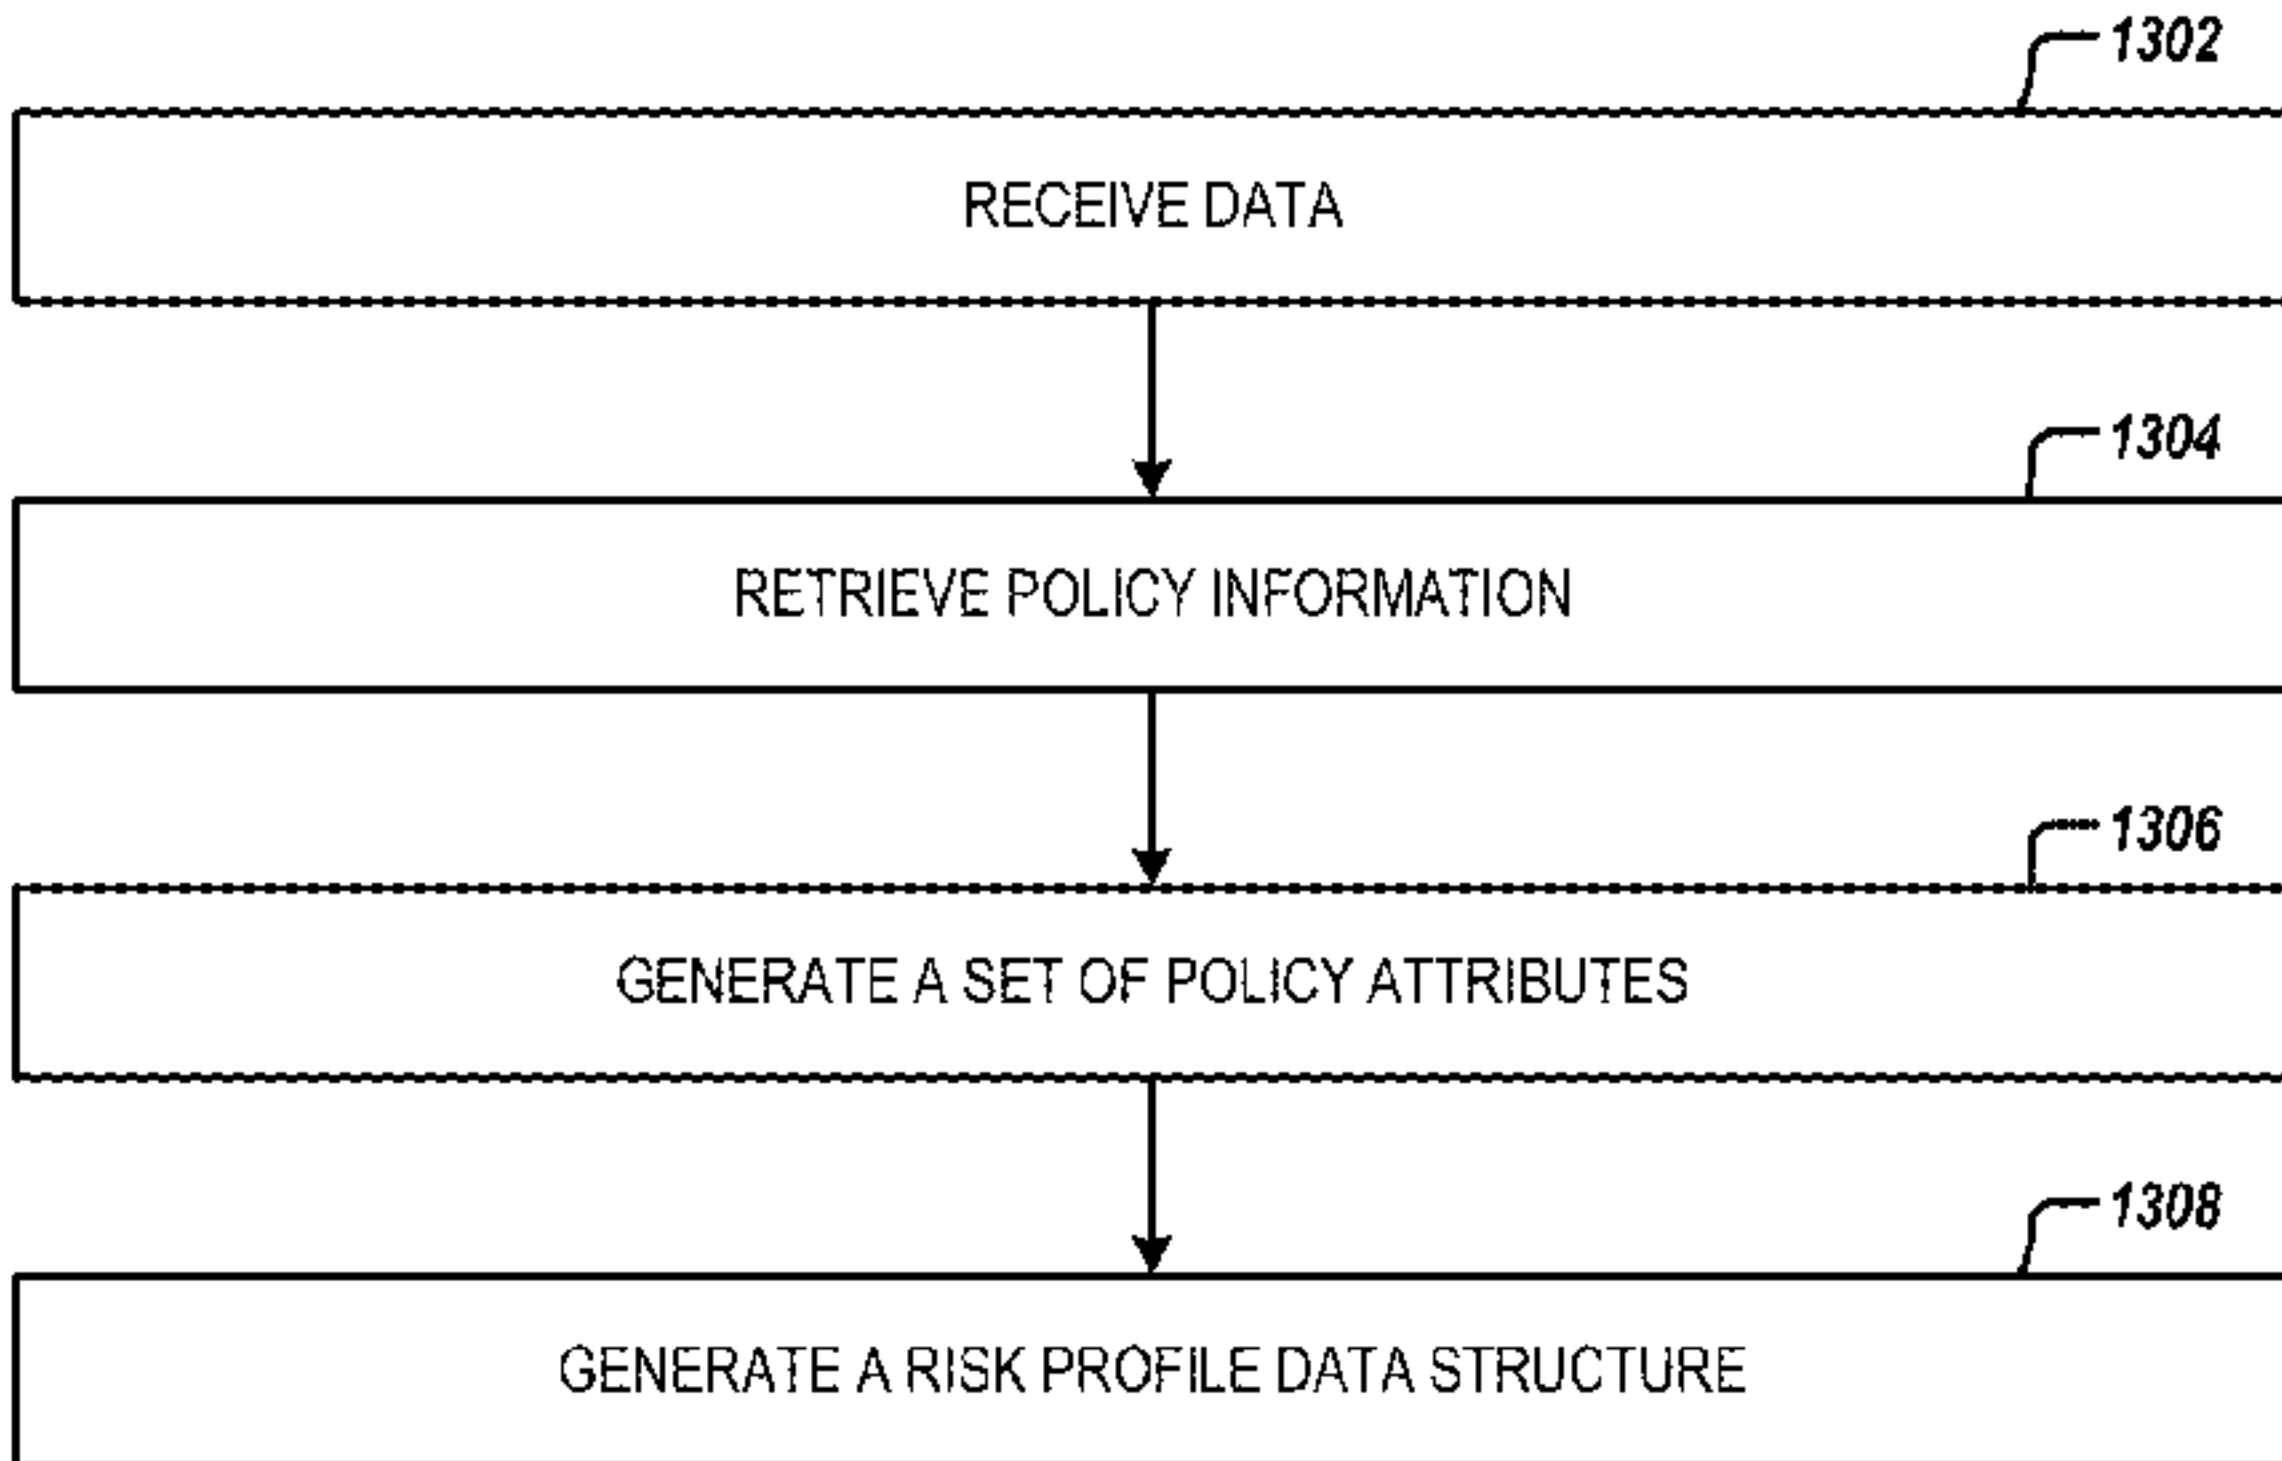 1302
RECEIVE DATA
1304
RETRIEVE POLICY INFORMATION
1306
GENERATE A SET OF POLICY ATTRIBUTES
1308
GENERATE A RISK PROFILE DATA STRUCTURE